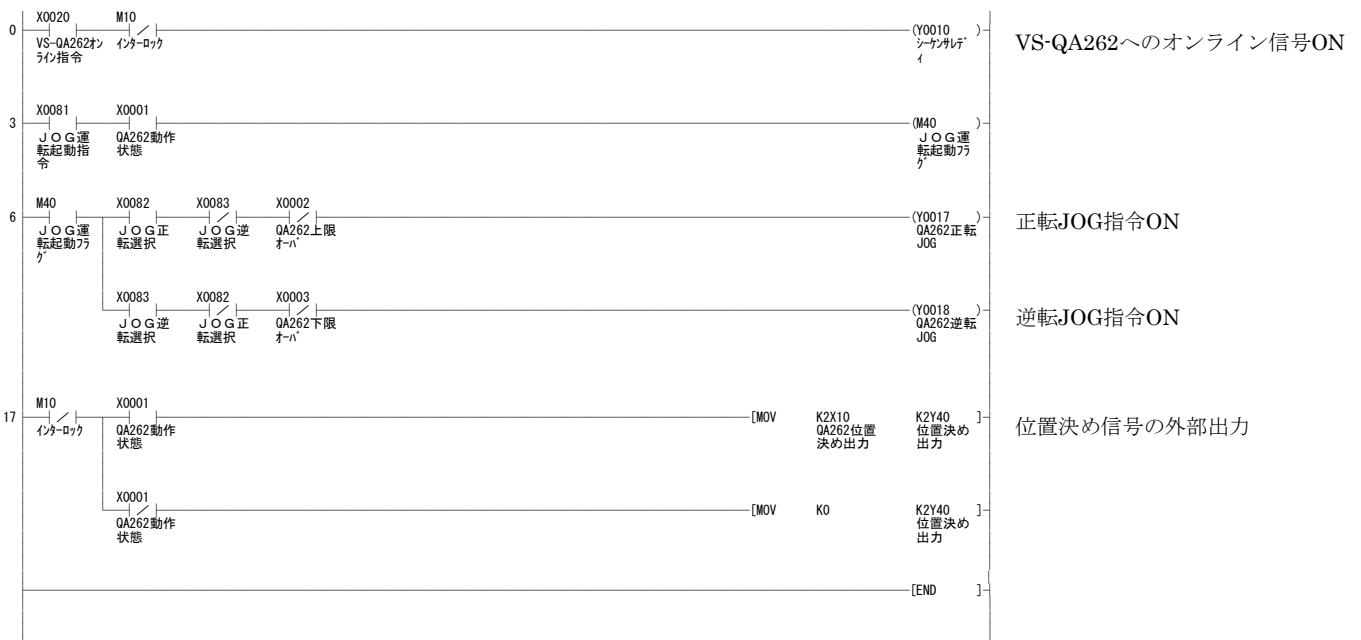 X0020 M10
0 (Y0010 )
VS-QA262オン インターロック シーケンサレデ
ライン指令 ィ
VS-QA262へのオンライン信号ON
X0081 X0001
3 (M40 )
JOG運 QA262動作 JOG運
転起動指 状態 転起動フラ
令 グ
M40 X0082 X0083 X0002
6 (Y0017 )
JOG運 JOG正 JOG逆 QA262上限 QA262正転
転起動フラ 転選択 転選択 オーバ JOG
グ
正転JOG指令ON
X0083 X0082 X0003
(Y0018 )
JOG逆 JOG正 QA262下限 QA262逆転
転選択 転選択 オーバ JOG
逆転JOG指令ON
M10 X0001
17 [MOV K2X10 K2Y40 ]
インターロック QA262動作 QA262位置 位置決め
状態 決め出力 出力
位置決め信号の外部出力
X0001
[MOV K0 K2Y40 ]
QA262動作 位置決め
状態 出力
[END ]